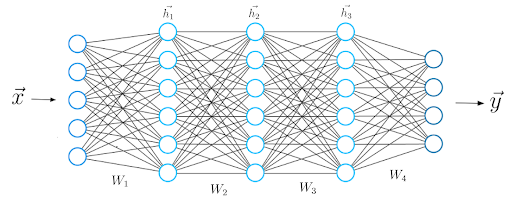 h⃗₁ h⃗₂ h⃗₃
x⃗ → → y⃗
W₁ W₂ W₃ W₄